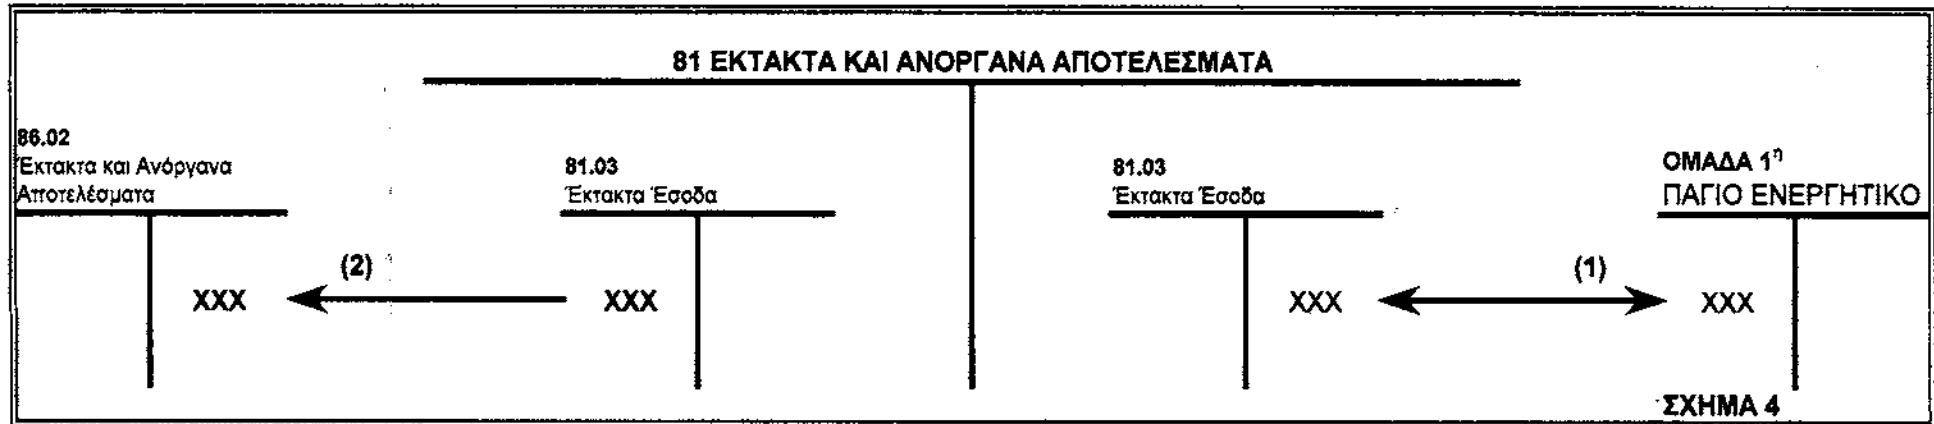 81 ΕΚΤΑΚΤΑ ΚΑΙ ΑΝΟΡΓΑΝΑ ΑΠΟΤΕΛΕΣΜΑΤΑ
86.02
Έκτακτα και Ανόργανα
Αποτελέσματα
81.03
Έκτακτα Έσοδα
81.03
Έκτακτα Έσοδα
ΟΜΑΔΑ 1η
ΠΑΓΙΟ ΕΝΕΡΓΗΤΙΚΟ
(2)
(1)
XXX
XXX
XXX
XXX
ΣΧΗΜΑ 4